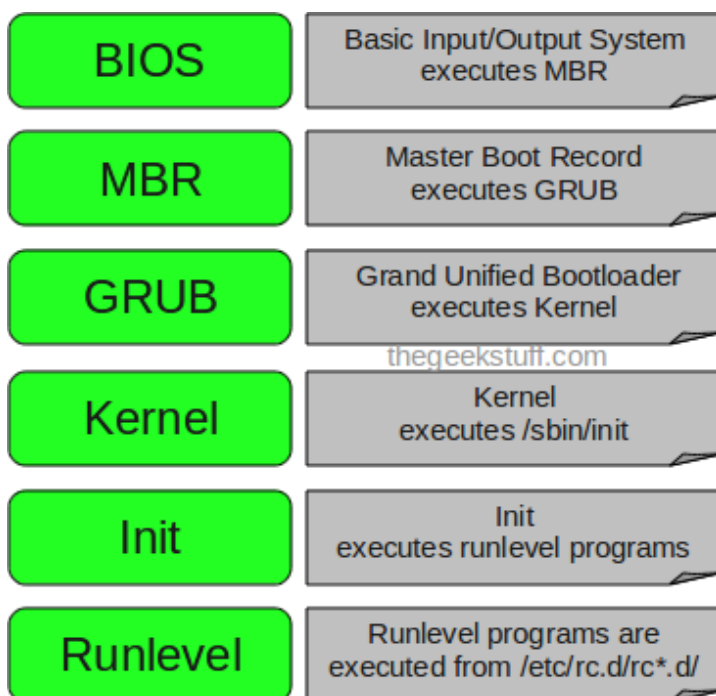 BIOS
Basic Input/Output System
executes MBR
MBR
Master Boot Record
executes GRUB
GRUB
Grand Unified Bootloader
executes Kernel
thegeekstuff.com
Kernel
Kernel
executes /sbin/init
Init
Init
executes runlevel programs
Runlevel
Runlevel programs are
executed from /etc/rc.d/rc*.d/